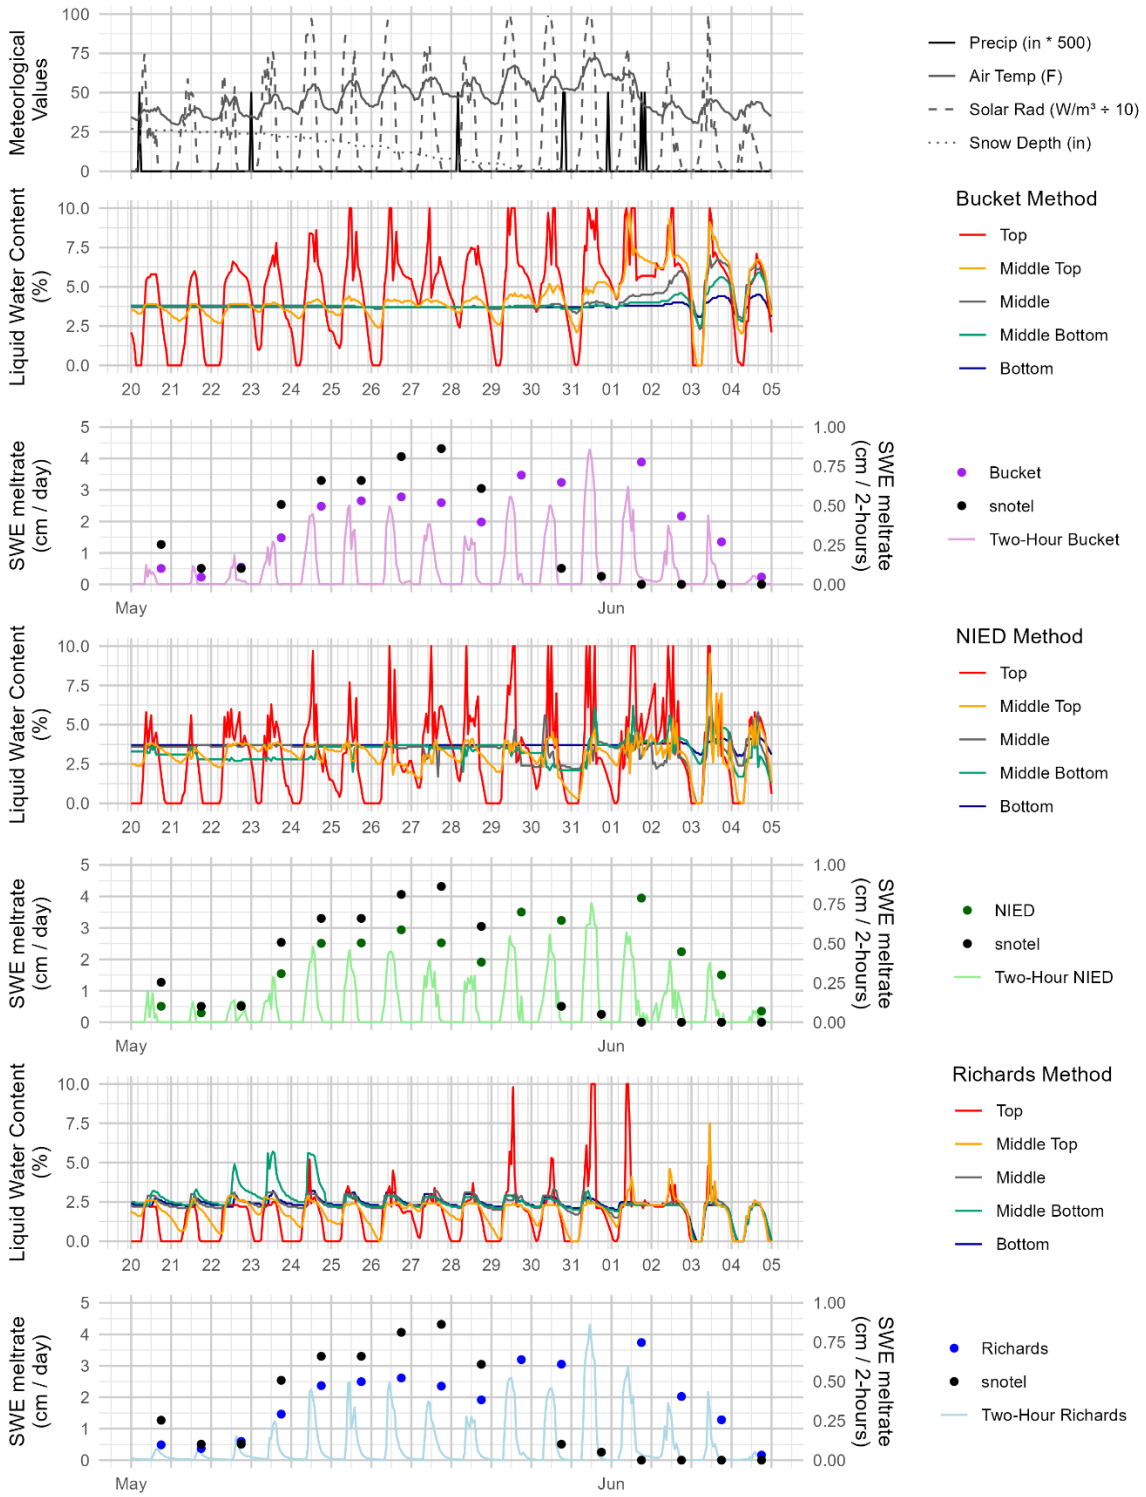 Meteorlogical
Values
100
75
50
25
0
Precip (in * 500)
Air Temp (F)
Solar Rad (W/m³ ÷ 10)
Snow Depth (in)
Liquid Water Content
(%)
10.0
7.5
5.0
2.5
0.0
20 21 22 23 24 25 26 27 28 29 30 31 01 02 03 04 05
Bucket Method
Top
Middle Top
Middle
Middle Bottom
Bottom
SWE meltrate
(cm / day)
5
4
3
2
1
0
May Jun
1.00
0.75
0.50
0.25
0.00
SWE meltrate
(cm / 2-hours)
Bucket
snotel
Two-Hour Bucket
Liquid Water Content
(%)
10.0
7.5
5.0
2.5
0.0
20 21 22 23 24 25 26 27 28 29 30 31 01 02 03 04 05
NIED Method
Top
Middle Top
Middle
Middle Bottom
Bottom
SWE meltrate
(cm / day)
5
4
3
2
1
0
May Jun
1.00
0.75
0.50
0.25
0.00
SWE meltrate
(cm / 2-hours)
NIED
snotel
Two-Hour NIED
Liquid Water Content
(%)
10.0
7.5
5.0
2.5
0.0
20 21 22 23 24 25 26 27 28 29 30 31 01 02 03 04 05
Richards Method
Top
Middle Top
Middle
Middle Bottom
Bottom
SWE meltrate
(cm / day)
5
4
3
2
1
0
May Jun
1.00
0.75
0.50
0.25
0.00
SWE meltrate
(cm / 2-hours)
Richards
snotel
Two-Hour Richards